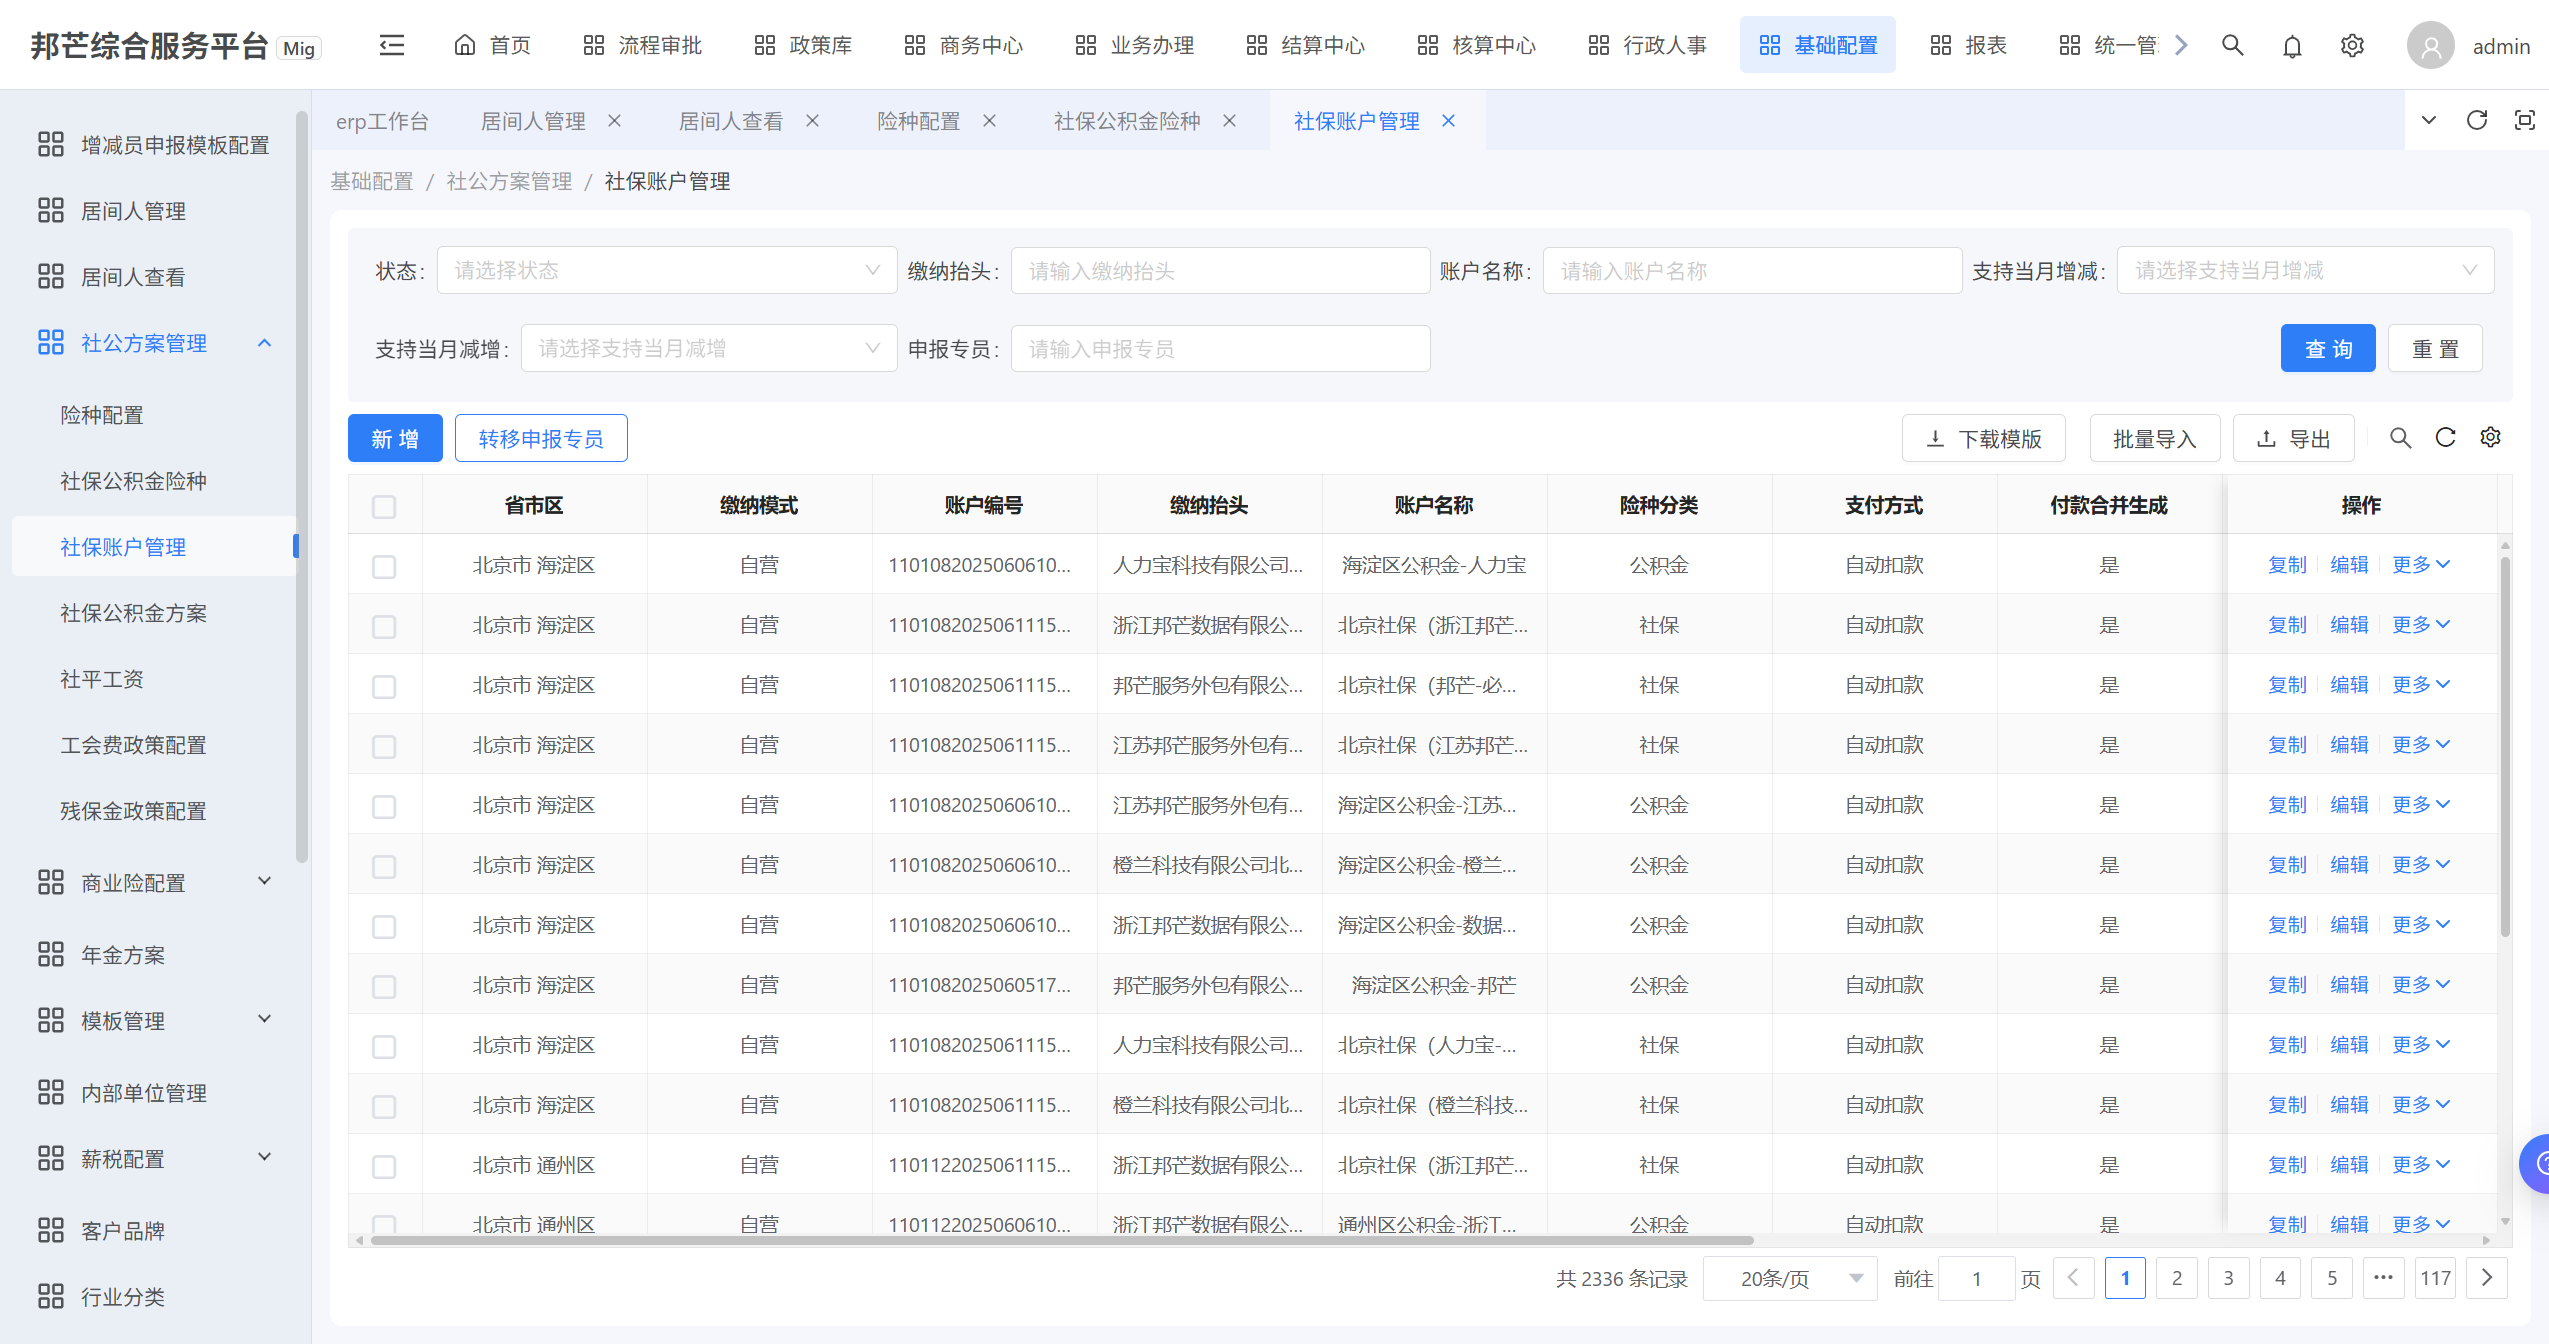 邦芒综合服务平台 Mig 首页 流程审批 政策库 商务中心 业务办理 结算中心 核算中心 行政人事 基础配置 报表 统一管 admin
erp工作台 居间人管理 居间人查看 险种配置 社保公积金险种 社保账户管理
基础配置 / 社公方案管理 / 社保账户管理
增减员申报模板配置
居间人管理
居间人查看
社公方案管理
险种配置
社保公积金险种
社保账户管理
社保公积金方案
社平工资
工会费政策配置
残保金政策配置
商业险配置
年金方案
模板管理
内部单位管理
薪税配置
客户品牌
行业分类
状态: 请选择状态 缴纳抬头: 请输入缴纳抬头 账户名称: 请输入账户名称 支持当月增减: 请选择支持当月增减
支持当月减增: 请选择支持当月减增 申报专员: 请输入申报专员 查 询 重 置
新 增 转移申报专员 下载模版 批量导入 导出
省市区 缴纳模式 账户编号 缴纳抬头 账户名称 险种分类 支付方式 付款合并生成 操作
北京市 海淀区 自营 1101082025060610... 人力宝科技有限公司... 海淀区公积金-人力宝 公积金 自动扣款 是 复制 编辑 更多
北京市 海淀区 自营 1101082025061115... 浙江邦芒数据有限公... 北京社保（浙江邦芒... 社保 自动扣款 是 复制 编辑 更多
北京市 海淀区 自营 1101082025061115... 邦芒服务外包有限公... 北京社保（邦芒-必... 社保 自动扣款 是 复制 编辑 更多
北京市 海淀区 自营 1101082025061115... 江苏邦芒服务外包有... 北京社保（江苏邦芒... 社保 自动扣款 是 复制 编辑 更多
北京市 海淀区 自营 1101082025060610... 江苏邦芒服务外包有... 海淀区公积金-江苏... 公积金 自动扣款 是 复制 编辑 更多
北京市 海淀区 自营 1101082025060610... 橙兰科技有限公司北... 海淀区公积金-橙兰... 公积金 自动扣款 是 复制 编辑 更多
北京市 海淀区 自营 1101082025060610... 浙江邦芒数据有限公... 海淀区公积金-数据... 公积金 自动扣款 是 复制 编辑 更多
北京市 海淀区 自营 1101082025060517... 邦芒服务外包有限公... 海淀区公积金-邦芒 公积金 自动扣款 是 复制 编辑 更多
北京市 海淀区 自营 1101082025061115... 人力宝科技有限公司... 北京社保（人力宝-... 社保 自动扣款 是 复制 编辑 更多
北京市 海淀区 自营 1101082025061115... 橙兰科技有限公司北... 北京社保（橙兰科技... 社保 自动扣款 是 复制 编辑 更多
北京市 通州区 自营 1101122025061115... 浙江邦芒数据有限公... 北京社保（浙江邦芒... 社保 自动扣款 是 复制 编辑 更多
北京市 通州区 自营 1101122025060610... 浙江邦芒数据有限公... 通州区公积金-浙江... 公积金 自动扣款 是 复制 编辑 更多
共 2336 条记录 20条/页 前往 1 页 1 2 3 4 5 ••• 117